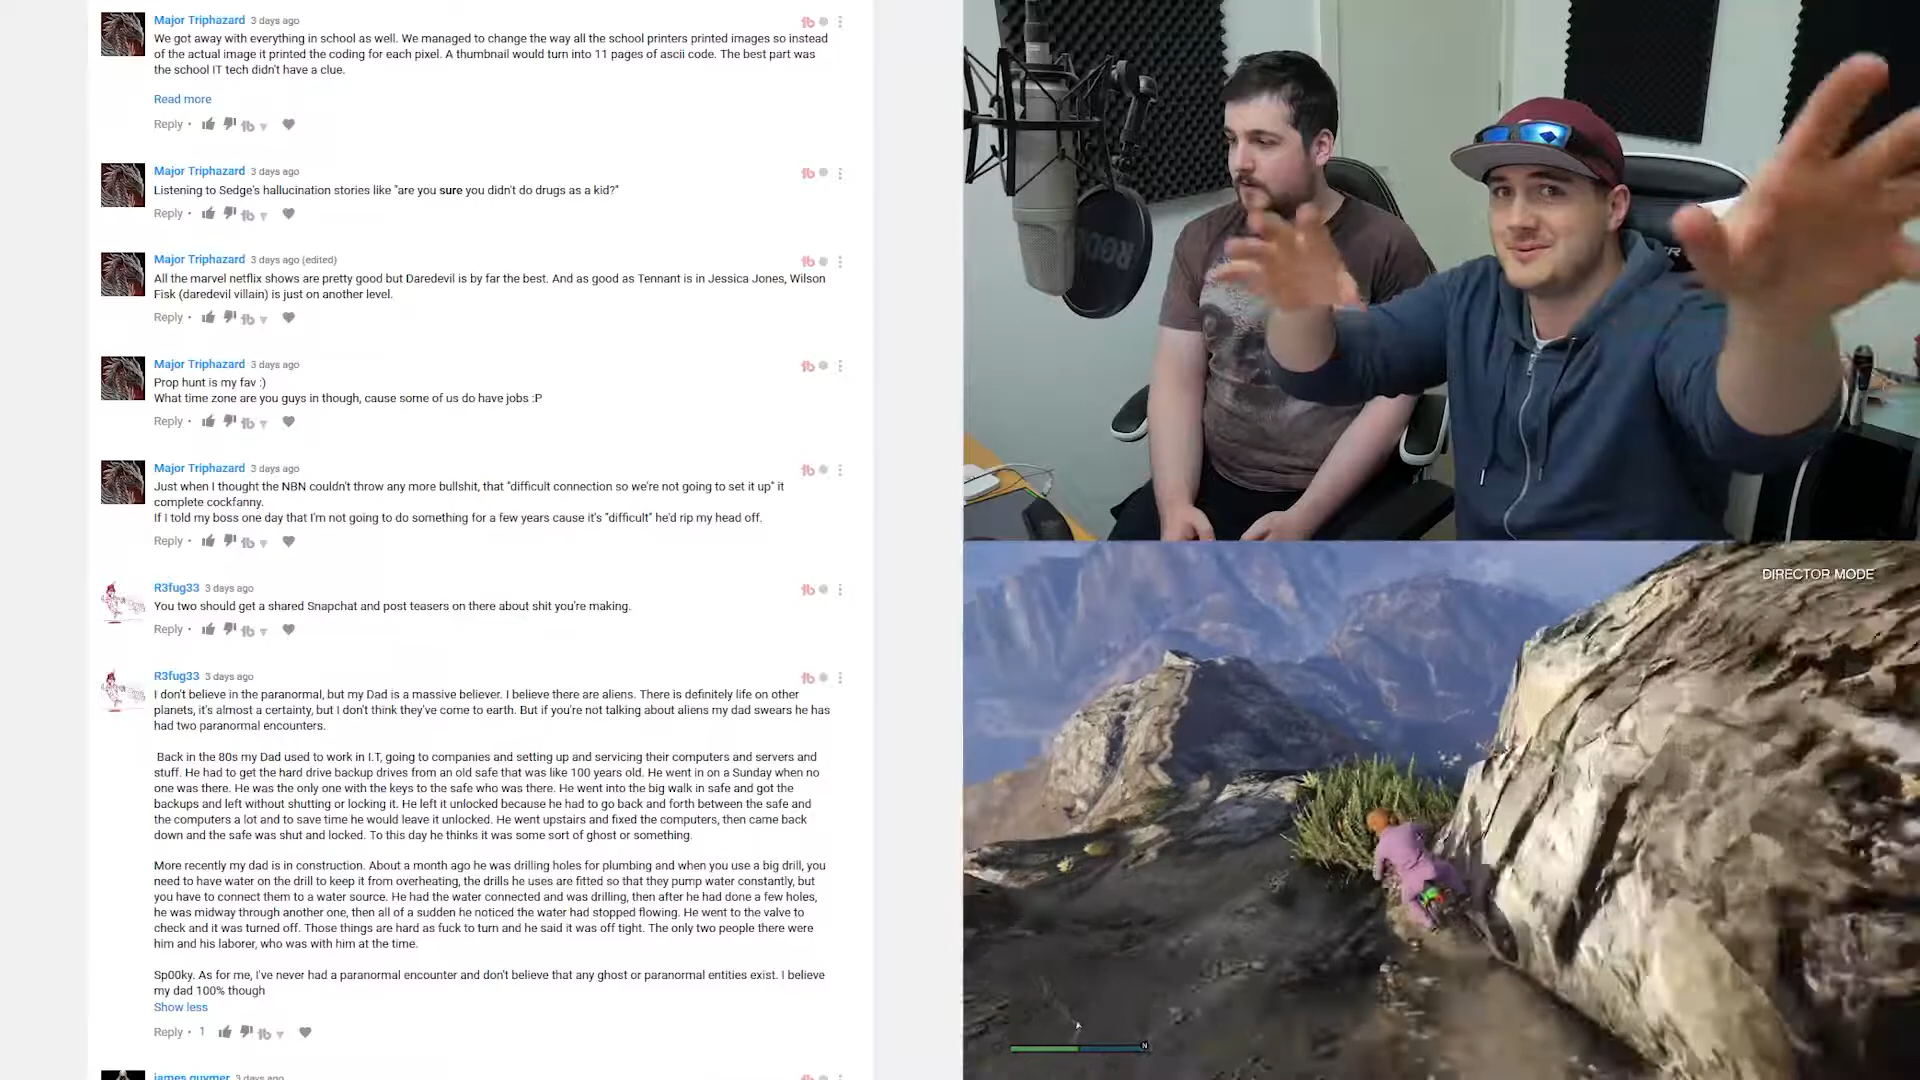 Major Triphazard 3 days ago
We got away with everything in school as well. We managed to change the way all the school printers printed images so instead
of the actual image it printed the coding for each pixel. A thumbnail would turn into 11 pages of ascii code. The best part was
the school IT tech didn't have a clue.
Read more
Reply •
Major Triphazard 3 days ago
Listening to Sedge's hallucination stories like "are you sure you didn't do drugs as a kid?"
Reply •
Major Triphazard 3 days ago (edited)
All the marvel netflix shows are pretty good but Daredevil is by far the best. And as good as Tennant is in Jessica Jones, Wilson
Fisk (daredevil villain) is just on another level.
Reply •
Major Triphazard 3 days ago
Prop hunt is my fav :)
What time zone are you guys in though, cause some of us do have jobs :P
Reply •
Major Triphazard 3 days ago
Just when I thought the NBN couldn't throw any more bullshit, that "difficult connection so we're not going to set it up" it
complete cockfanny.
If I told my boss one day that I'm not going to do something for a few years cause it's "difficult" he'd rip my head off.
Reply •
R3fug33 3 days ago
You two should get a shared Snapchat and post teasers on there about shit you're making.
Reply •
R3fug33 3 days ago
I don't believe in the paranormal, but my Dad is a massive believer. I believe there are aliens. There is definitely life on other
planets, it's almost a certainty, but I don't think they've come to earth. But if you're not talking about aliens my dad swears he has
had two paranormal encounters.
Back in the 80s my Dad used to work in I.T, going to companies and setting up and servicing their computers and servers and
stuff. He had to get the hard drive backup drives from an old safe that was like 100 years old. He went in on a Sunday when no
one was there. He was the only one with the keys to the safe who was there. He went into the big walk in safe and got the
backups and left without shutting or locking it. He left it unlocked because he had to go back and forth between the safe and
the computers a lot and to save time he would leave it unlocked. He went upstairs and fixed the computers, then came back
down and the safe was shut and locked. To this day he thinks it was some sort of ghost or something.
More recently my dad is in construction. About a month ago he was drilling holes for plumbing and when you use a big drill, you
need to have water on the drill to keep it from overheating, the drills he uses are fitted so that they pump water constantly, but
you have to connect them to a water source. He had the water connected and was drilling, then after he had done a few holes,
he was midway through another one, then all of a sudden he noticed the water had stopped flowing. He went to the valve to
check and it was turned off. Those things are hard as fuck to turn and he said it was off tight. The only two people there were
him and his laborer, who was with him at the time.
Sp00ky. As for me, I've never had a paranormal encounter and don't believe that any ghost or paranormal entities exist. I believe
my dad 100% though
Show less
Reply • 1
james guymer 3 days ago
DIRECTOR MODE
N